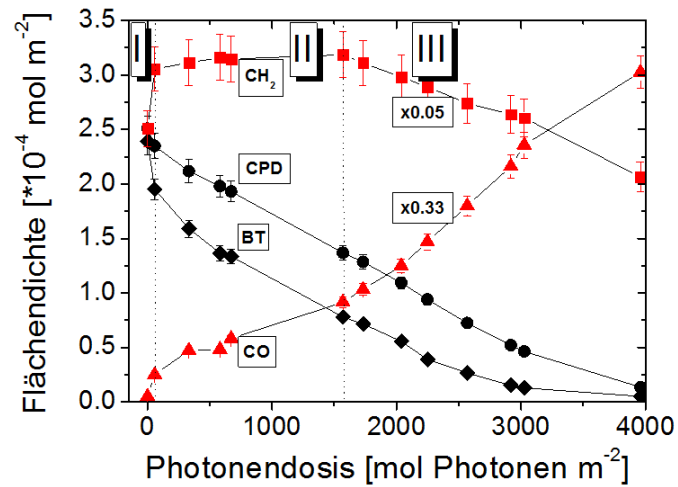 I II III
3.5
3.0
2.5
2.0
1.5
1.0
0.5
0.0
Flächendichte [*10⁻⁴ mol m⁻²]
CH₂
x0.05
CPD
x0.33
BT
CO
0 1000 2000 3000 4000
Photonendosis [mol Photonen m⁻²]